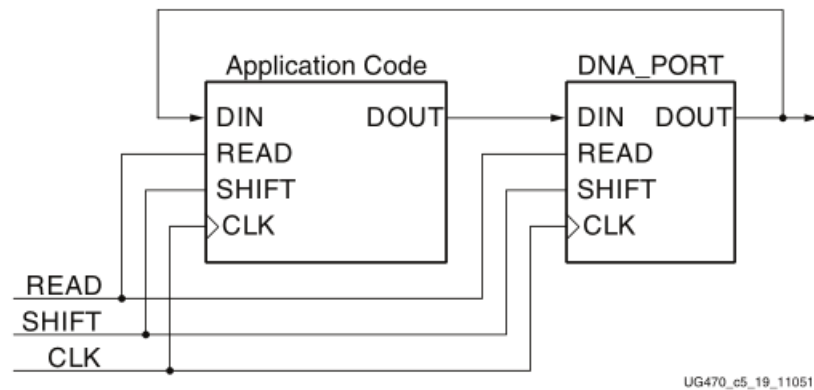 Application Code
DNA_PORT
DIN DOUT
READ
SHIFT
CLK
DIN DOUT
READ
SHIFT
CLK
READ
SHIFT
CLK
UG470_c5_19_11051